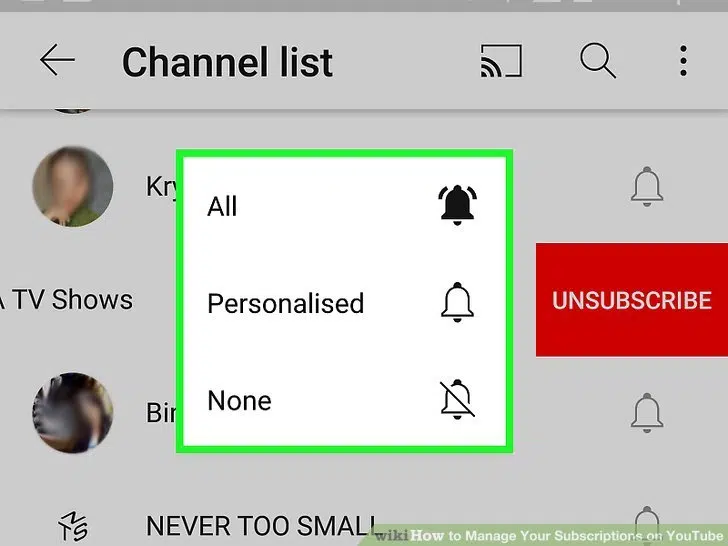 Channel list
Kry
All
A TV Shows
Personalised
UNSUBSCRIBE
Bir
None
NEVER TOO SMALL
wikiHow to Manage Your Subscriptions on YouTube